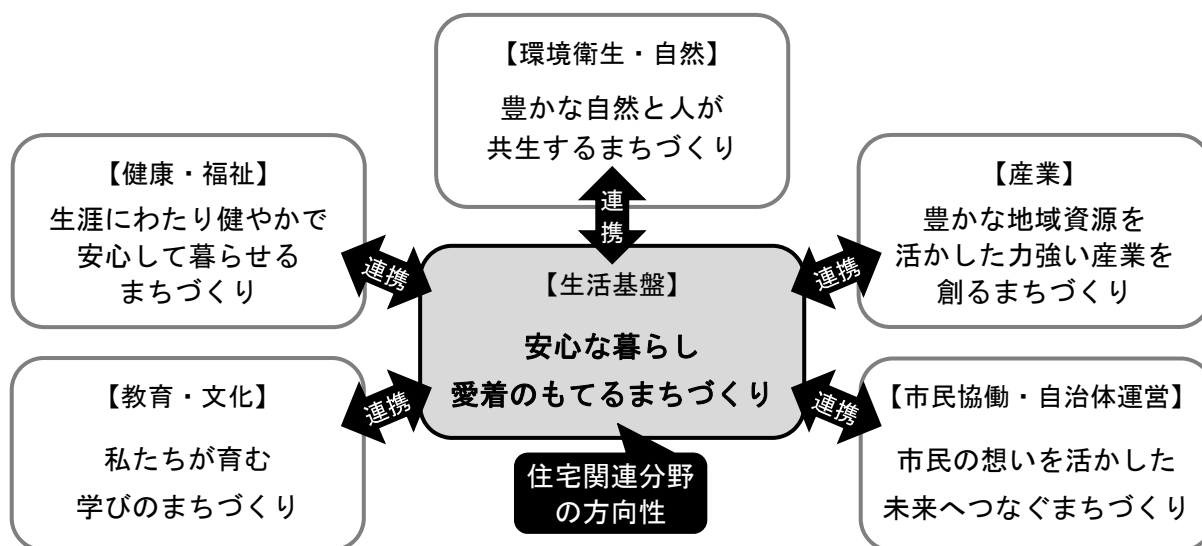 【環境衛生・自然】
豊かな自然と人が
共生するまちづくり
【健康・福祉】
生涯にわたり健やかで
安心して暮らせる
まちづくり
【産業】
豊かな地域資源を
活かした力強い産業を
創るまちづくり
連携
連携
連携
【生活基盤】
安心な暮らし
愛着のもてるまちづくり
【教育・文化】
私たちが育む
学びのまちづくり
連携
連携
【市民協働・自治体運営】
市民の想いを活かした
未来へつなぐまちづくり
住宅関連分野
の方向性